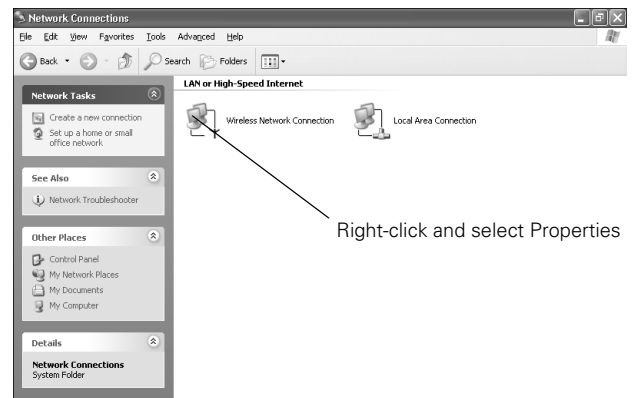 Network Connections
File Edit View Favorites Tools Advanced Help
Back Search Folders
LAN or High-Speed Internet
Network Tasks
Create a new connection
Set up a home or small
office network
Wireless Network Connection
Local Area Connection
Right-click and select Properties
See Also
Network Troubleshooter
Other Places
Control Panel
My Network Places
My Documents
My Computer
Details
Network Connections
System Folder